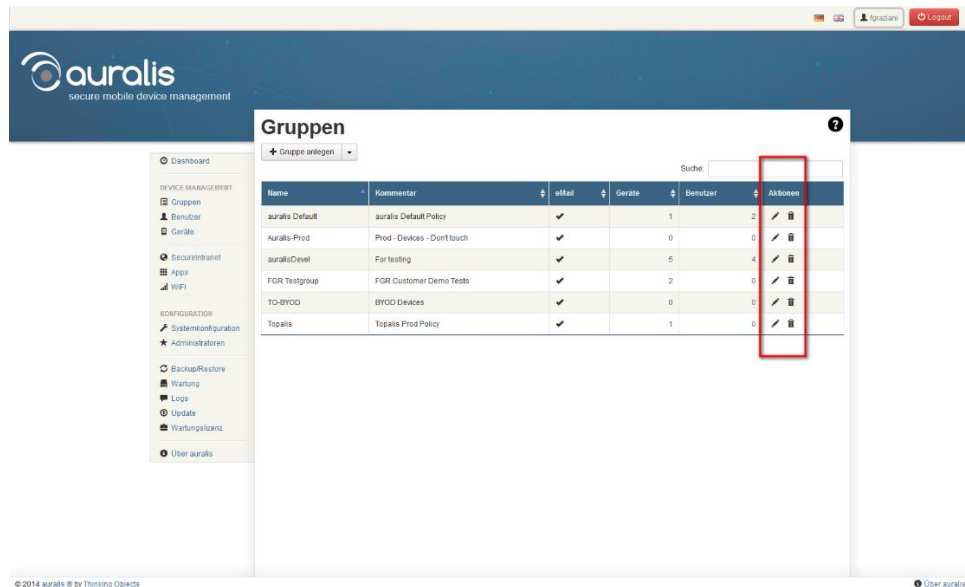 fgraziani
Logout
auralis
secure mobile device management
Gruppen
Gruppe anlegen
Suche:
Dashboard
DEVICE MANAGEMENT
Gruppen
Benutzer
Geräte
SecureIntranet
Apps
WiFi
KONFIGURATION
Systemkonfiguration
Administratoren
Backup/Restore
Wartung
Logs
Update
Wartungslizenz
Über auralis
Name Kommentar eMail Geräte Benutzer Aktionen
auralis Default auralis Default Policy 1 2
Auralis-Prod Prod - Devices - Don't touch 0 0
auralisDevel For testing 5 4
FGR Testgroup FGR Customer Demo Tests 2 0
TO-BYOD BYOD Devices 0 0
Topalis Topalis Prod Policy 1 0
© 2014 auralis ® by Thinking Objects
Über auralis